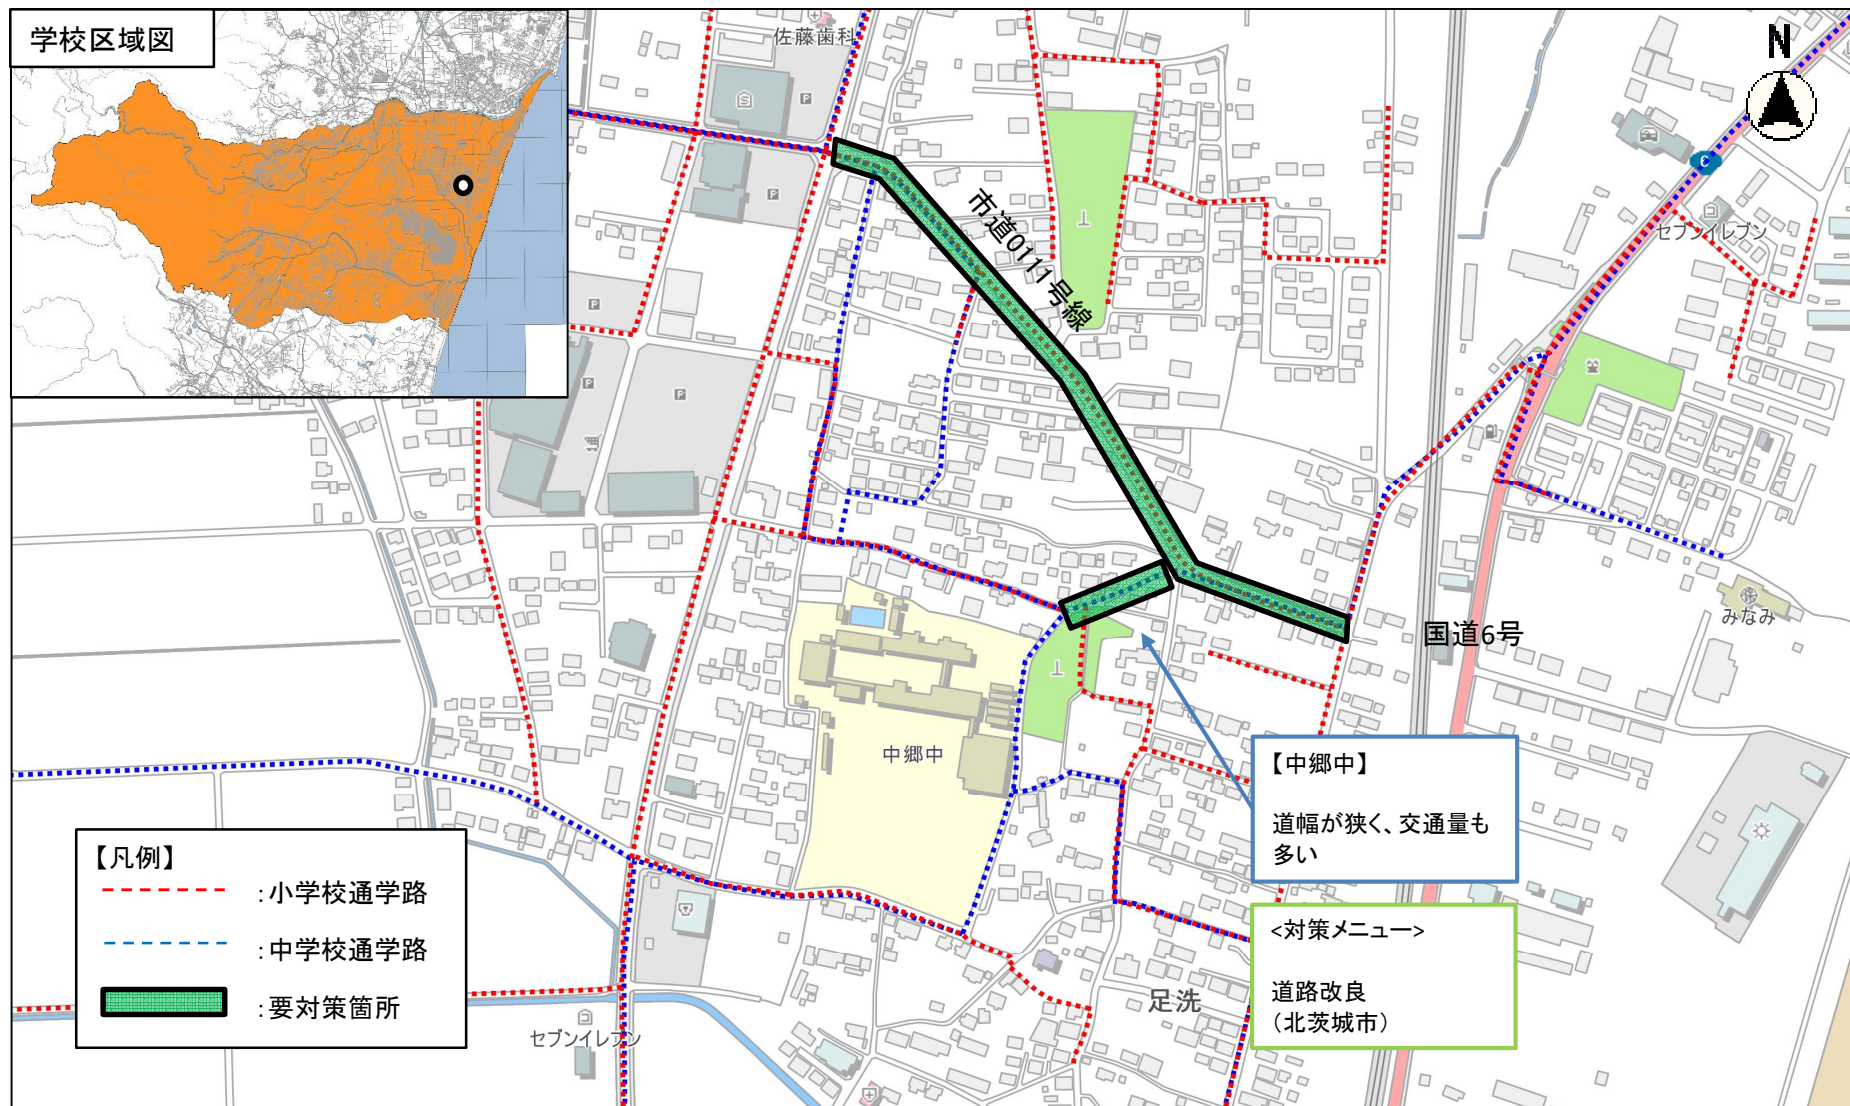 学校区域図
佐藤歯科
N
市道0111号線
セブンイレブン
国道6号
みなみ
中郷中
【中郷中】
道幅が狭く、交通量も
多い
【凡例】
：小学校通学路
：中学校通学路
：要対策箇所
<対策メニュー>
道路改良
（北茨城市）
足洗
セブンイレブン